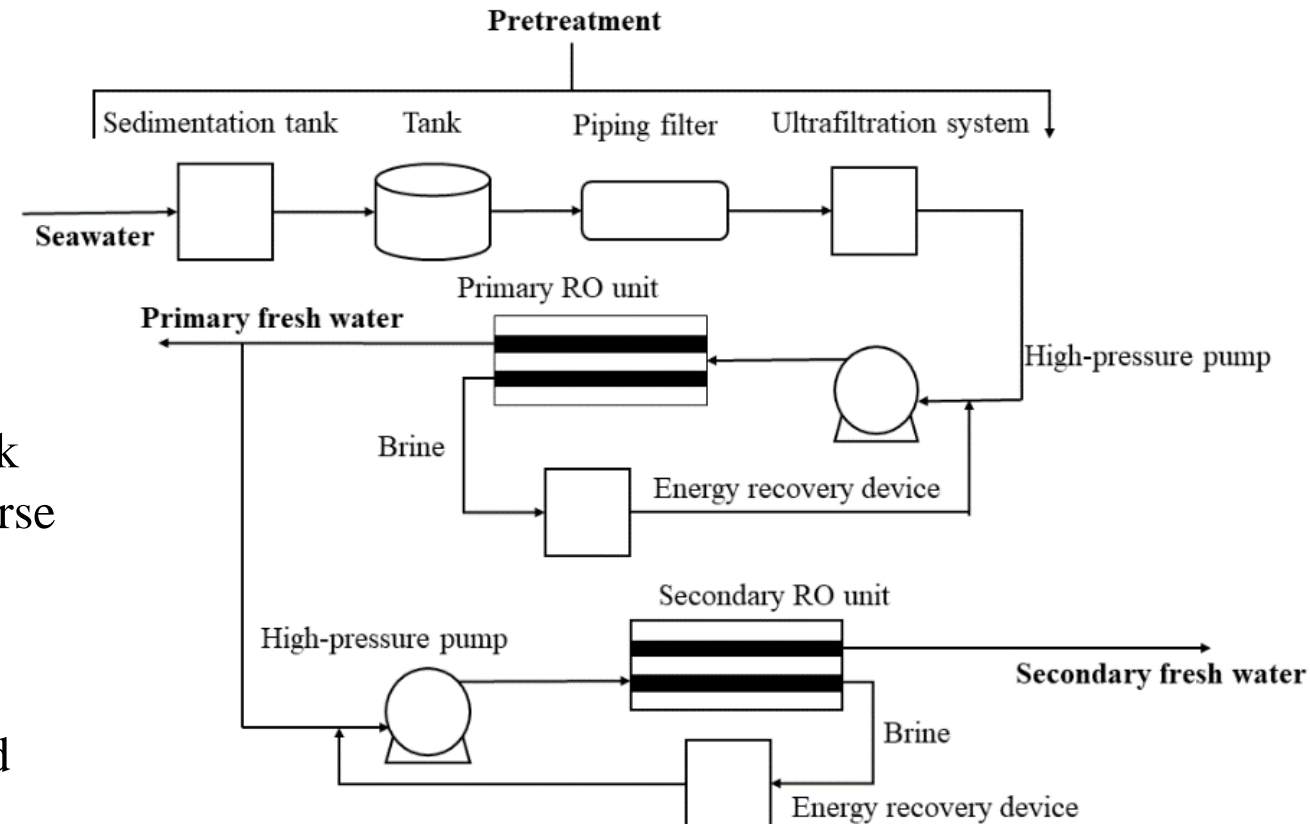 Pretreatment
Sedimentation tank
Tank
Piping filter
Ultrafiltration system
Seawater
Primary RO unit
Primary fresh water
High-pressure pump
Brine
Energy recovery device
Secondary RO unit
High-pressure pump
Secondary fresh water
Brine
Energy recovery device